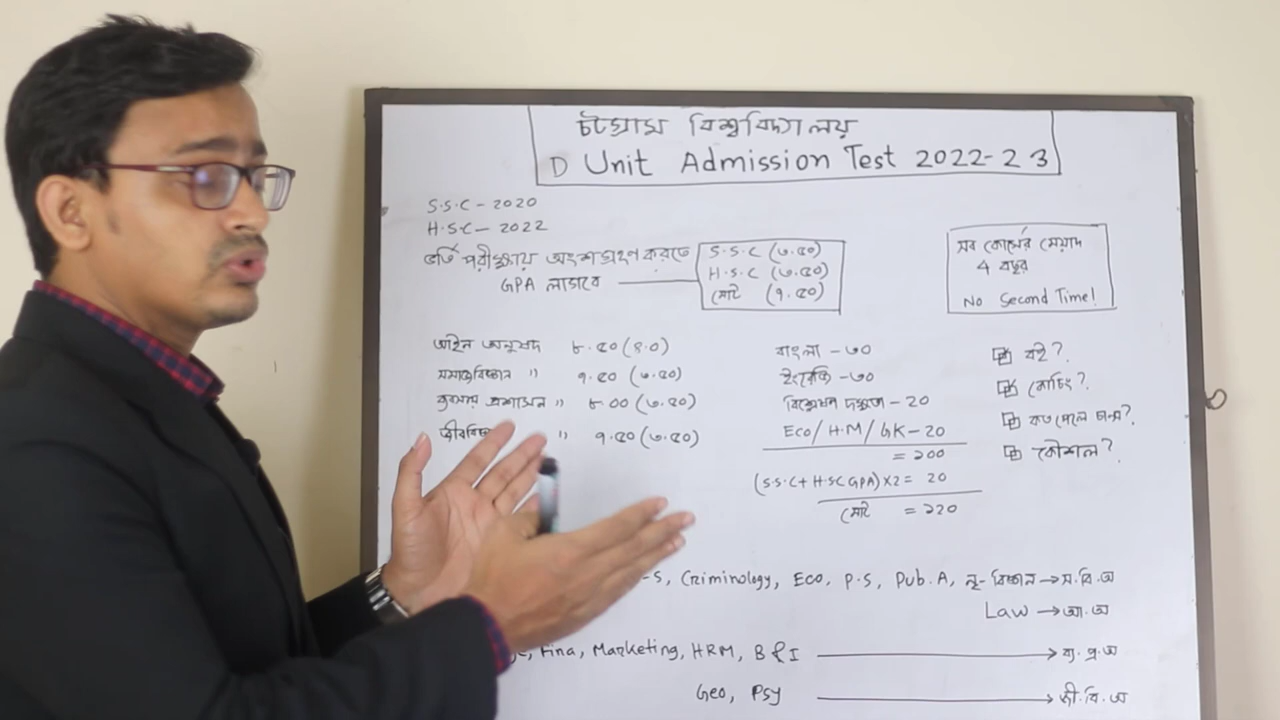 চট্টগ্রাম বিশ্ববিদ্যালয়
D Unit Admission Test 2022-23
S.S.C - 2020
H.S.C - 2022
ভর্তি পরীক্ষায় অংশগ্রহণ করতে
GPA লাগবে
S.S.C (৩.৫০)
H.S.C (৩.৫০)
মোট (৭.৫০)
সব কোর্সের মেয়াদ
4 বছর
No Second Time!
আইন অনুষদ ৮.৫০ (৪.০)
সমাজবিজ্ঞান " ৭.৫০ (৩.৫০)
ব্যবসায় প্রশাসন " ৮.00 (৩.৫০)
" ৭.৫০ (৩.৫০)
বাংলা - ৩০
ইংরেজি - ৩০
বিশ্লেষণ দক্ষতা - 20
Eco/H.M/GK - 20
= ১০০
(S.S.C + H.SC GPA) X2 = 20
মোট = ১২০
বই?
কোচিং?
কত পেলে চান্স?
কৌশল?
-S, Criminology, Eco, P.S, Pub.A, নৃ-বিজ্ঞান → স.বি.অ
Law → আ.অ
Fina, Marketing, HRM, B & I → ব্য.প্র.অ
Geo, Psy → জী.বি.অ